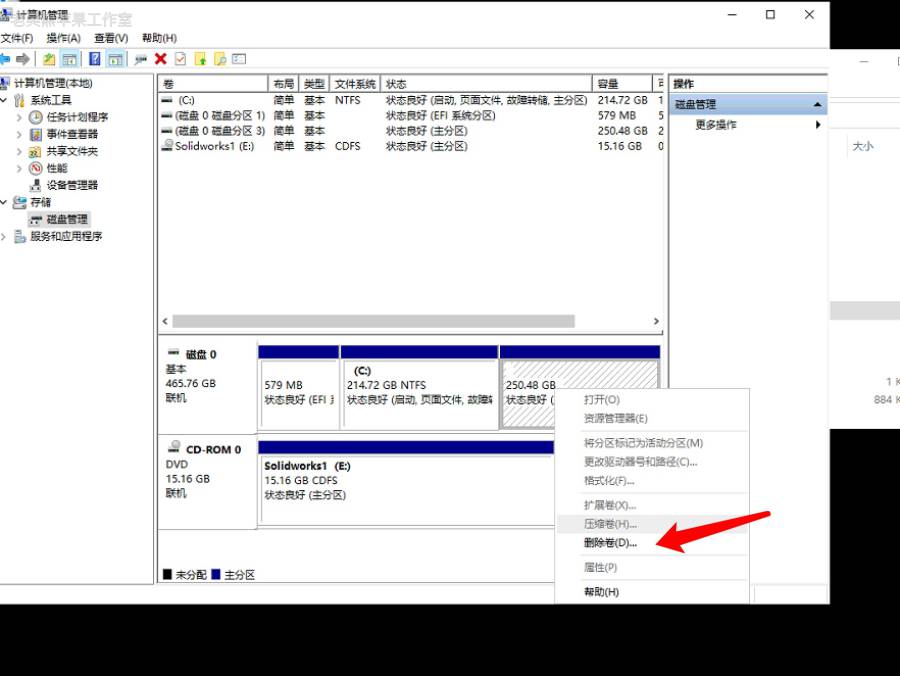 计算机管理
文件(F) 操作(A) 查看(V) 帮助(H)
计算机管理(本地)
系统工具
任务计划程序
事件查看器
共享文件夹
性能
设备管理器
存储
磁盘管理
服务和应用程序
卷 布局 类型 文件系统 状态 容量
(C:) 简单 基本 NTFS 状态良好 (启动, 页面文件, 故障转储, 主分区) 214.72 GB 1
(磁盘 0 磁盘分区 1) 简单 基本 状态良好 (EFI 系统分区) 579 MB 5
(磁盘 0 磁盘分区 3) 简单 基本 状态良好 (主分区) 250.48 GB 2
Solidworks1 (E:) 简单 基本 CDFS 状态良好 (主分区) 15.16 GB 0
操作
磁盘管理
更多操作
大小
1 K
884 K
磁盘 0
基本
465.76 GB
联机
579 MB
状态良好 (EFI
(C:)
214.72 GB NTFS
状态良好 (启动, 页面文件, 故障
250.48 GB
状态良好 (
CD-ROM 0
DVD
15.16 GB
联机
Solidworks1 (E:)
15.16 GB CDFS
状态良好 (主分区)
未分配 主分区
打开(O)
资源管理器(E)
将分区标记为活动分区(M)
更改驱动器号和路径(C)...
格式化(F)...
扩展卷(X)...
压缩卷(H)...
删除卷(D)...
属性(P)
帮助(H)